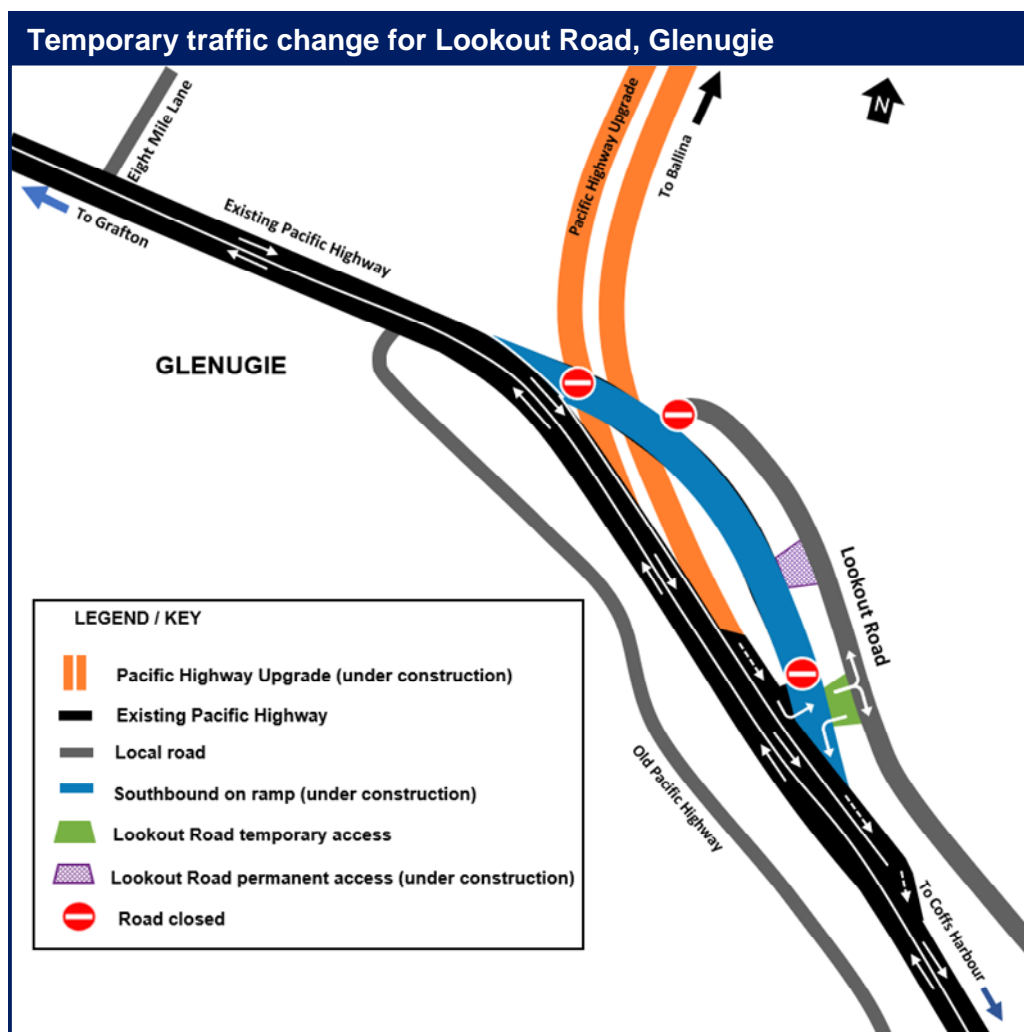 Temporary traffic change for Lookout Road, Glenugie
Eight Mile Lane
Pacific Highway Upgrade
To Ballina
N
To Grafton
Existing Pacific Highway
GLENUGIE
Lookout Road
Old Pacific Highway
To Coffs Harbour
LEGEND / KEY
Pacific Highway Upgrade (under construction)
Existing Pacific Highway
Local road
Southbound on ramp (under construction)
Lookout Road temporary access
Lookout Road permanent access (under construction)
Road closed